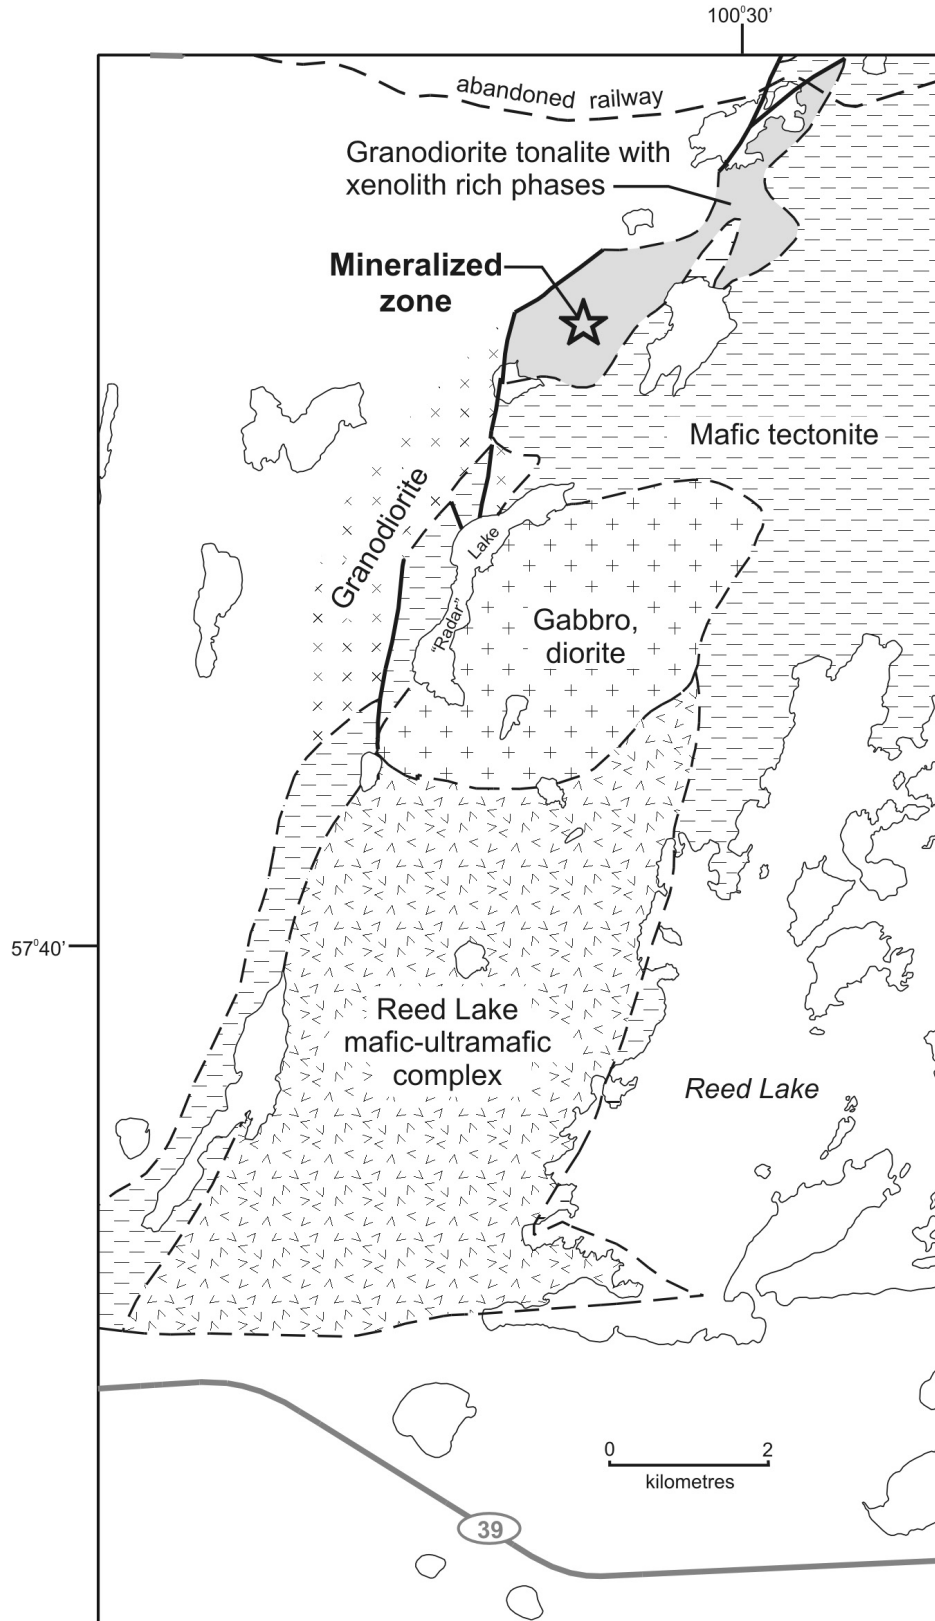 100°30'
abandoned railway
Granodiorite tonalite with
xenolith rich phases
Mineralized
zone
Mafic tectonite
Granodiorite
Lake
"Radar"
Gabbro,
diorite
57°40'
Reed Lake
mafic-ultramafic
complex
Reed Lake
0 2
kilometres
39